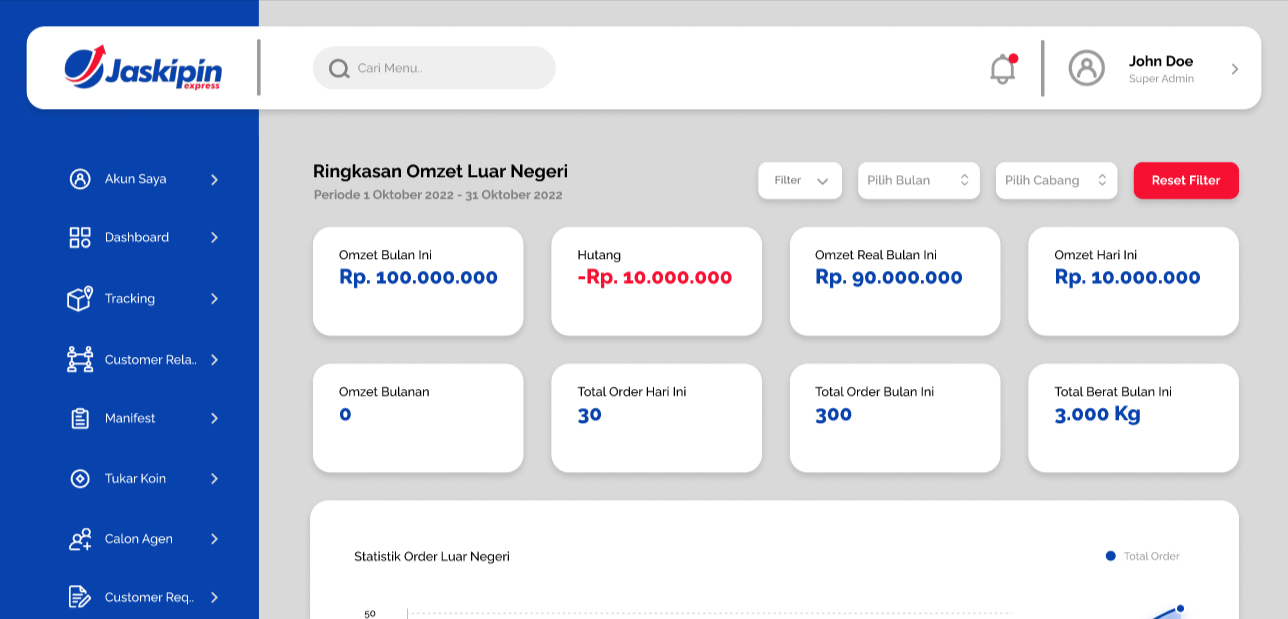 Jaskipin
express
Cari Menu..
John Doe
Super Admin
Akun Saya
Dashboard
Tracking
Customer Rela..
Manifest
Tukar Koin
Calon Agen
Customer Req..
Ringkasan Omzet Luar Negeri
Periode 1 Oktober 2022 - 31 Oktober 2022
Filter
Pilih Bulan
Pilih Cabang
Reset Filter
Omzet Bulan Ini
Rp. 100.000.000
Hutang
-Rp. 10.000.000
Omzet Real Bulan Ini
Rp. 90.000.000
Omzet Hari Ini
Rp. 10.000.000
Omzet Bulanan
0
Total Order Hari Ini
30
Total Order Bulan Ini
300
Total Berat Bulan Ini
3.000 Kg
Statistik Order Luar Negeri
Total Order
50